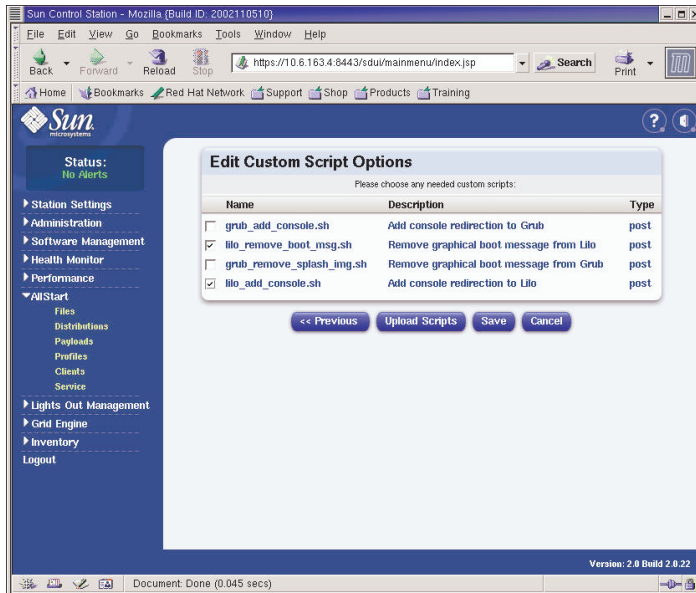 Sun Control Station - Mozilla {Build ID: 2002110510}
File Edit View Go Bookmarks Tools Window Help
Back Forward Reload Stop https://10.6.163.4:8443/sdui/mainmenu/index.jsp Search Print
Home Bookmarks Red Hat Network Support Shop Products Training
Sun
microsystems
?
Status:
No Alerts
Station Settings
Administration
Software Management
Health Monitor
Performance
AllStart
Files
Distributions
Payloads
Profiles
Clients
Service
Lights Out Management
Grid Engine
Inventory
Logout
Edit Custom Script Options
Please choose any needed custom scripts:
Name Description Type
grub_add_console.sh Add console redirection to Grub post
lilo_remove_boot_msg.sh Remove graphical boot message from Lilo post
grub_remove_splash_img.sh Remove graphical boot message from Grub post
lilo_add_console.sh Add console redirection to Lilo post
<< Previous Upload Scripts Save Cancel
Version: 2.0 Build 2.0.22
Document: Done (0.045 secs)